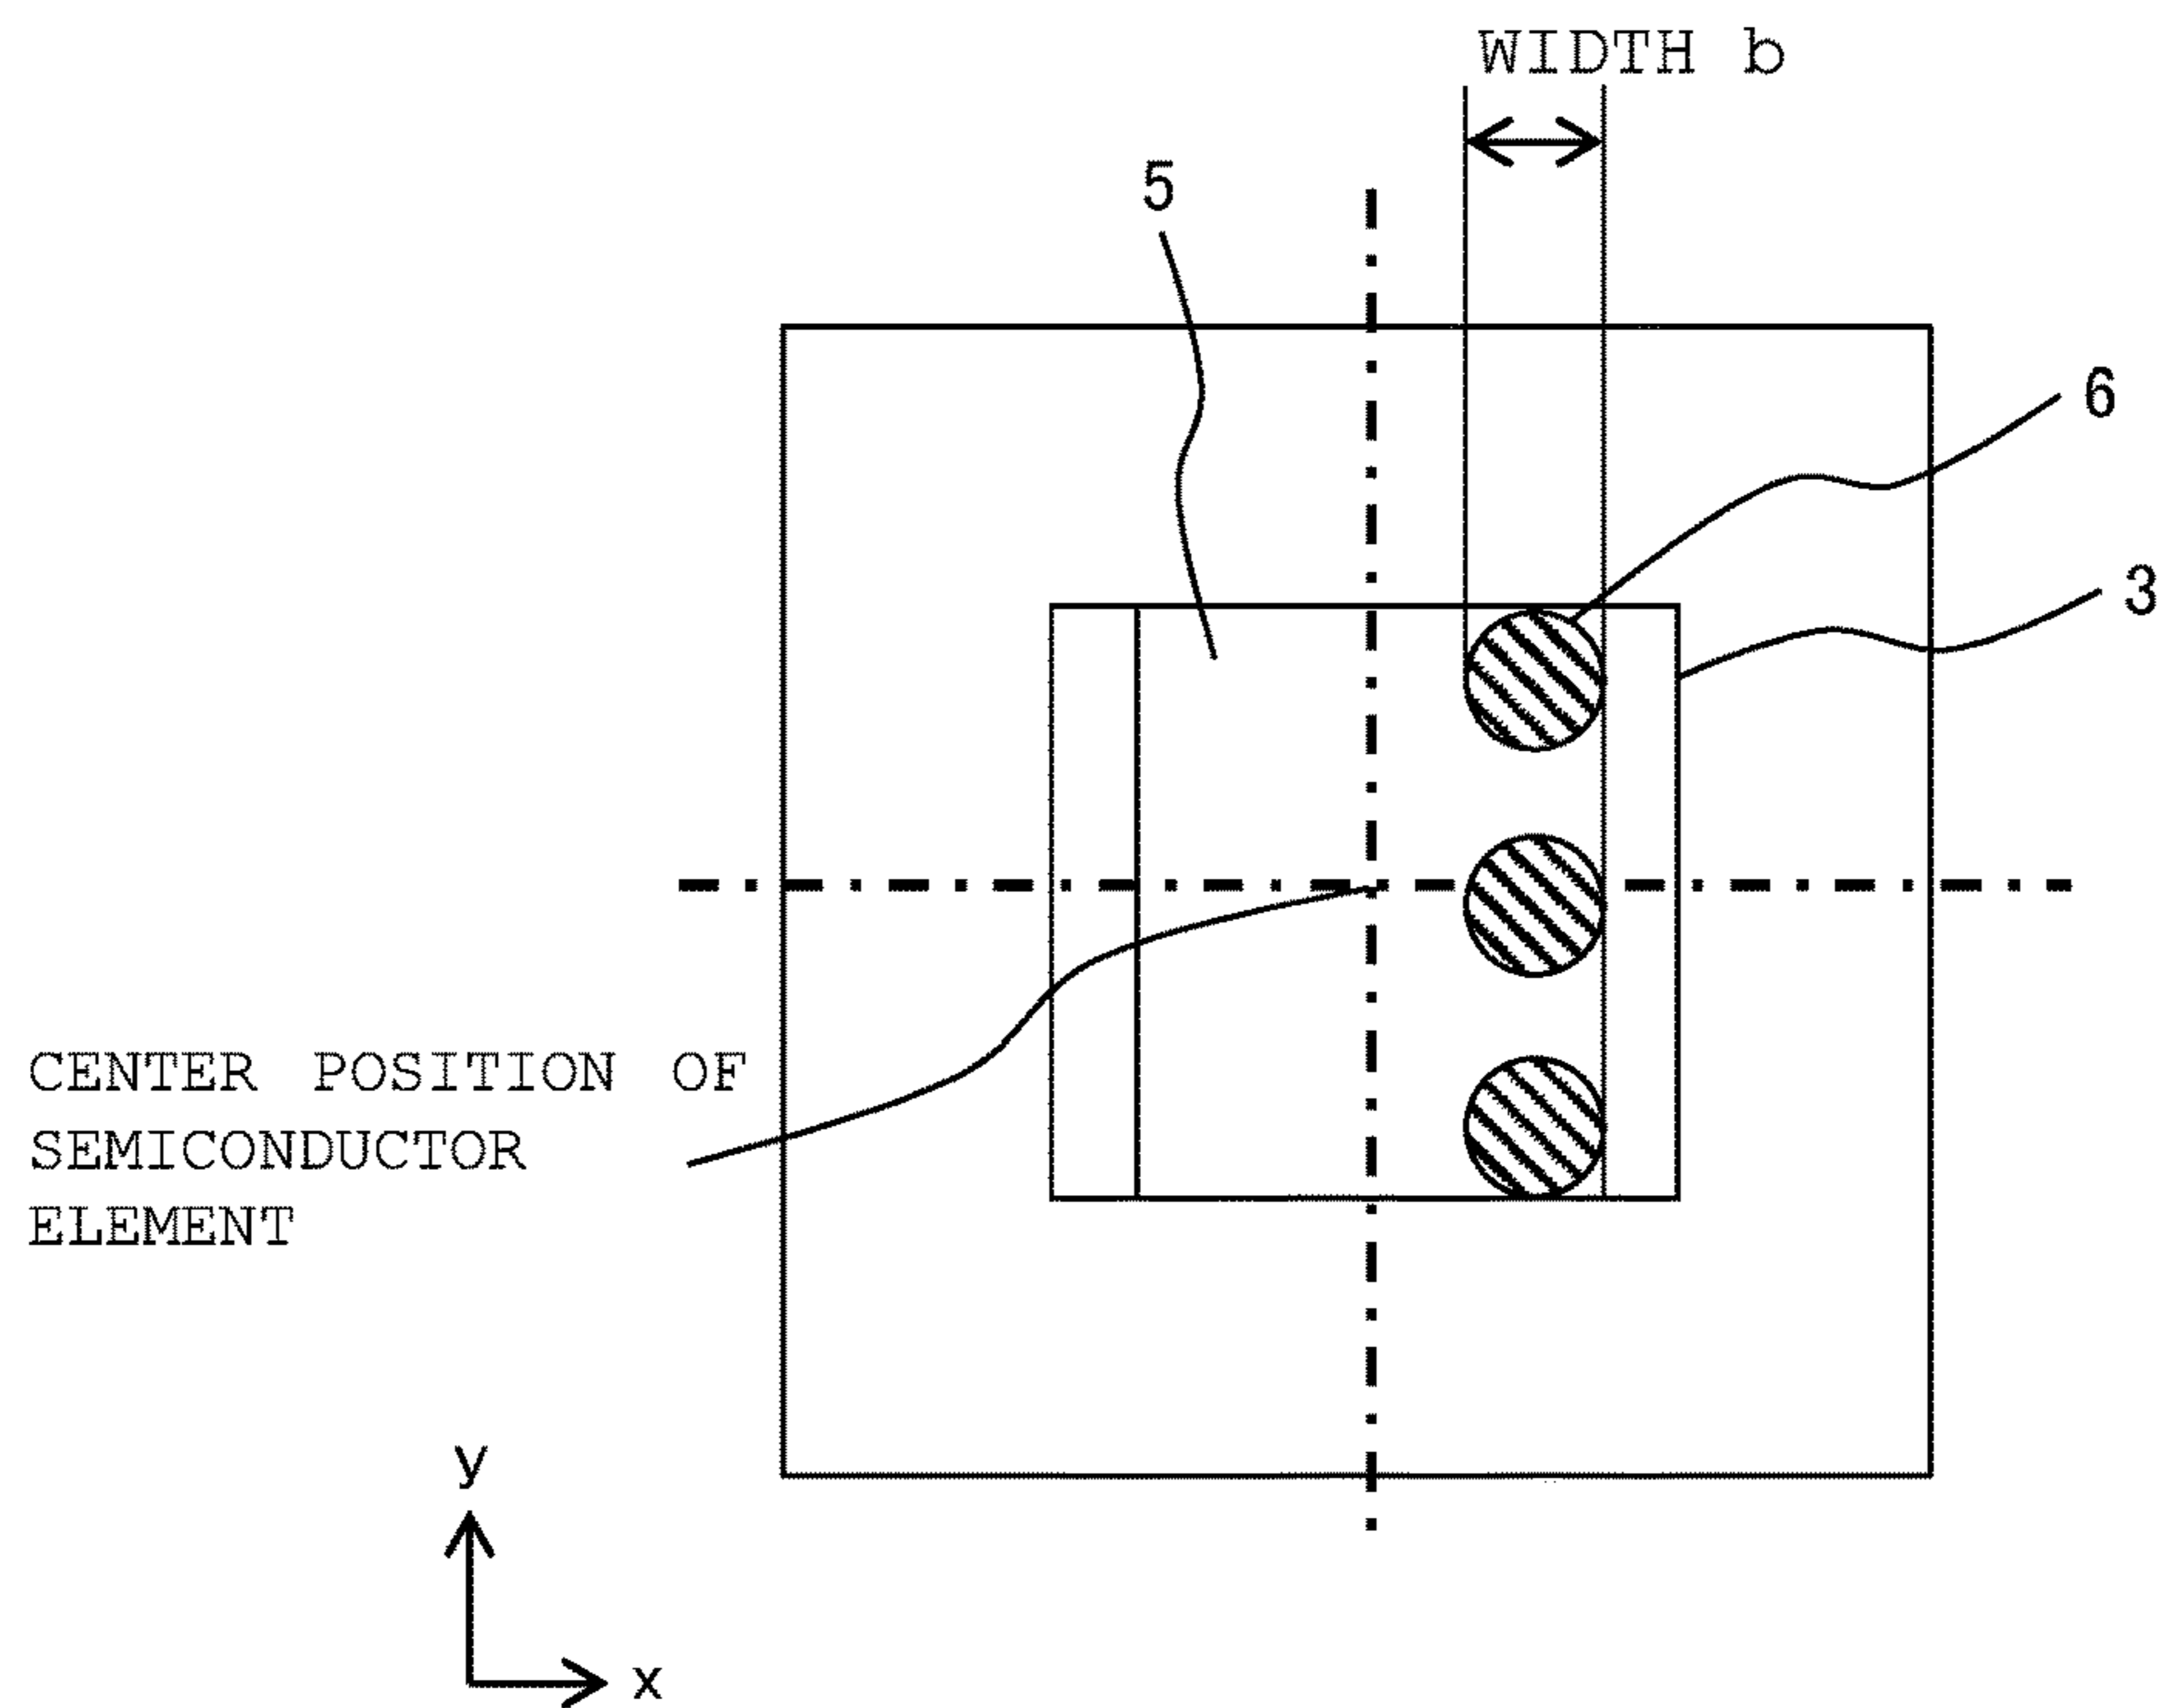 WIDTH b
5
6
3
CENTER POSITION OF
SEMICONDUCTOR
ELEMENT
y
x